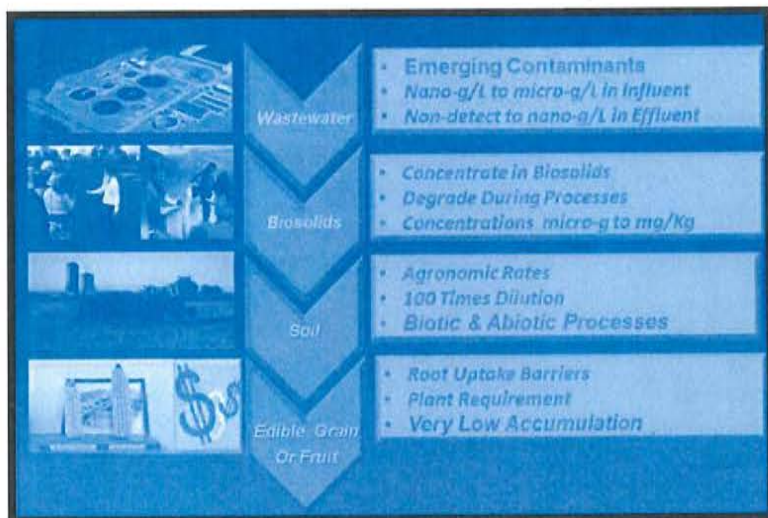 Wastewater
• Emerging Contaminants
• Nano-g/L to micro-g/L in Influent
• Non-detect to nano-g/L in Effluent
Biosolids
• Concentrate in Biosolids
• Degrade During Processes
• Concentrations micro-g to mg/Kg
Soil
• Agronomic Rates
• 100 Times Dilution
• Biotic & Abiotic Processes
Edible Grain
Or Fruit
• Root Uptake Barriers
• Plant Requirement
• Very Low Accumulation
$
$